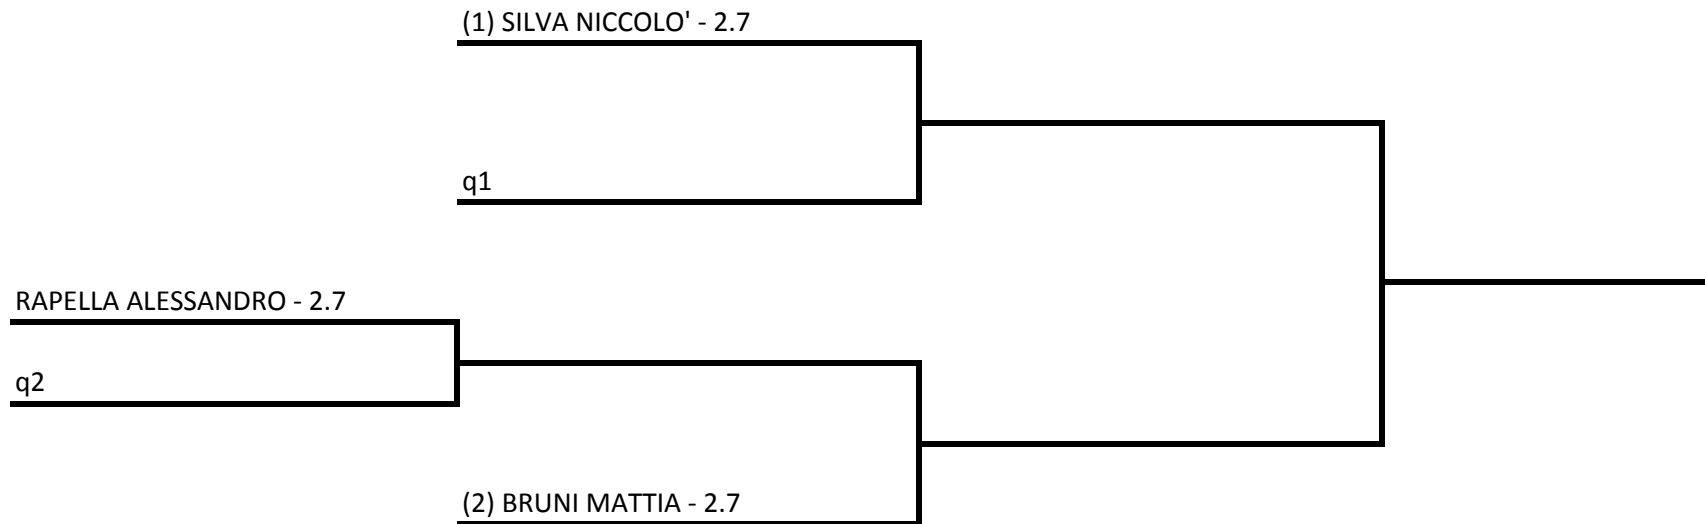 (1) SILVA NICCOLO' - 2.7
q1
RAPELLA ALESSANDRO - 2.7
q2
(2) BRUNI MATTIA - 2.7